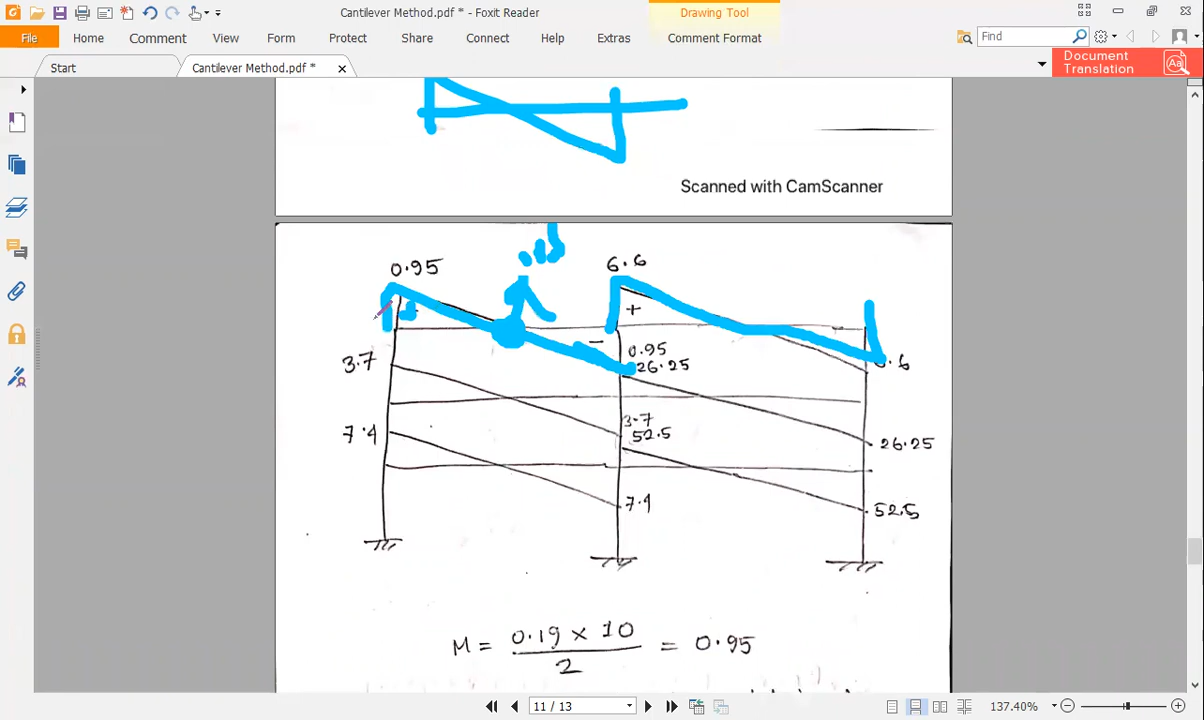 Cantilever Method.pdf * - Foxit Reader
Drawing Tool
File Home Comment View Form Protect Share Connect Help Extras Comment Format
Find
Start
Cantilever Method.pdf *
Document
Translation
Scanned with CamScanner
0.95
6.6
+
-
0.95
3.7
26.25
.6
3.7
7.4
52.5
26.25
7.4
52.5
M = 0.19 × 10 / 2 = 0.95
11 / 13
137.40%